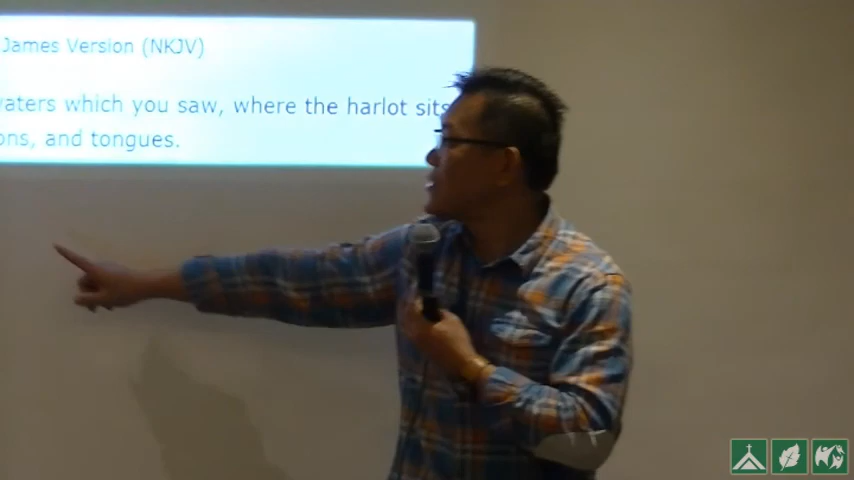 James Version (NKJV)
waters which you saw, where the harlot sits
ons, and tongues.